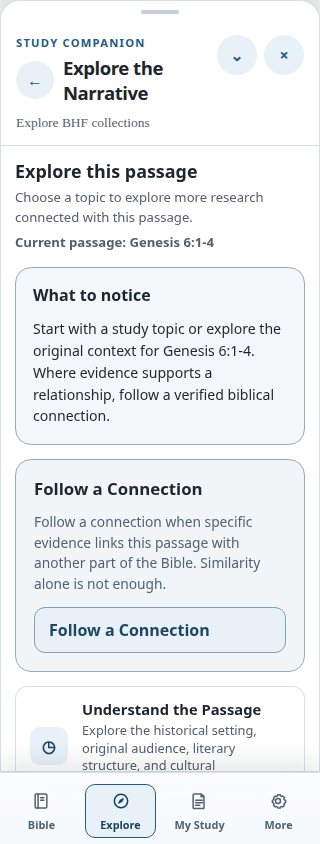 STUDY COMPANION
Explore the
Narrative
Explore BHF collections
Explore this passage
Choose a topic to explore more research
connected with this passage.
Current passage: Genesis 6:1-4
What to notice
Start with a study topic or explore the
original context for Genesis 6:1-4.
Where evidence supports a
relationship, follow a verified biblical
connection.
Follow a Connection
Follow a connection when specific
evidence links this passage with
another part of the Bible. Similarity
alone is not enough.
Follow a Connection
Understand the Passage
Explore the historical setting,
original audience, literary
structure, and cultural
Bible
Explore
My Study
More